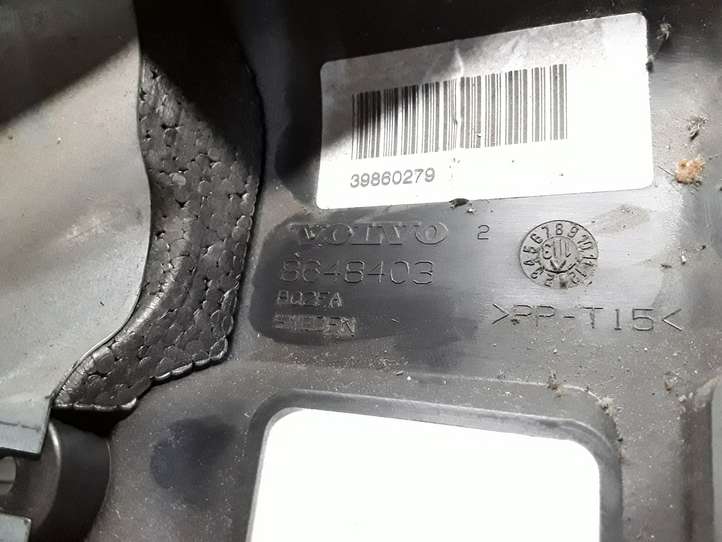 39860279
VOLVO 2
8648403
SWEDEN
>PP-T15<